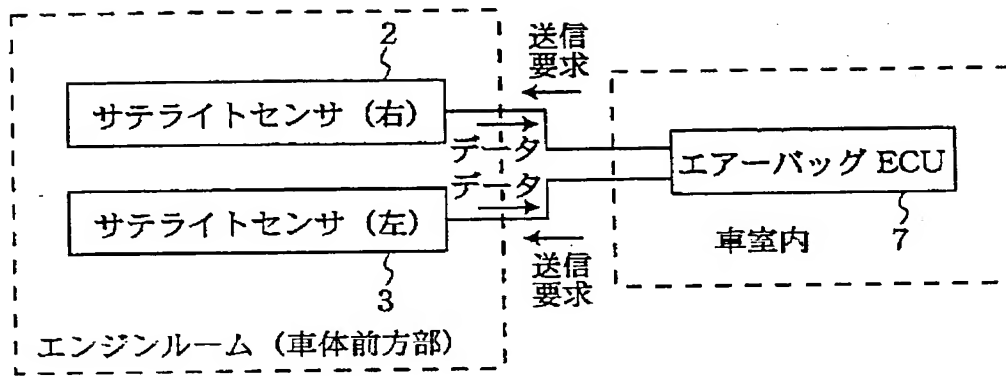 2
送信
要求
サテライトセンサ (右)
データ
エアーバッグ ECU
データ
サテライトセンサ (左)
車室内
7
送信
要求
3
エンジンルーム (車体前方部)